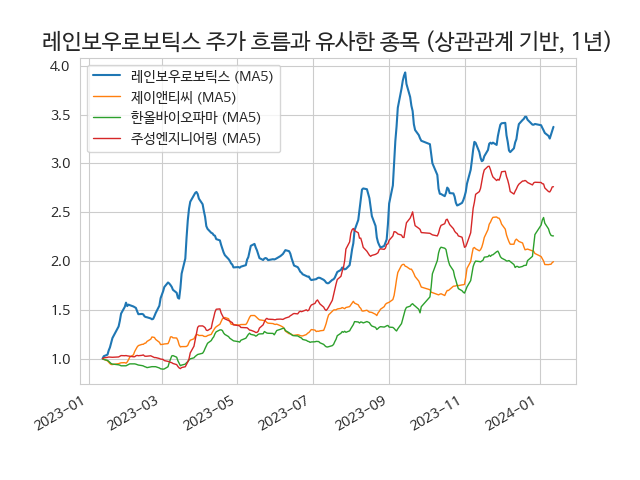 레인보우로보틱스 주가 흐름과 유사한 종목 (상관관계 기반, 1년)
레인보우로보틱스 (MA5)
제이앤티씨 (MA5)
한올바이오파마 (MA5)
주성엔지니어링 (MA5)
4.0
3.5
3.0
2.5
2.0
1.5
1.0
2023-01
2023-03
2023-05
2023-07
2023-09
2023-11
2024-01